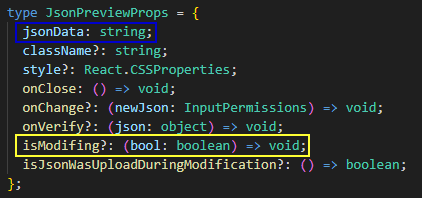 type JsonPreviewProps = {
jsonData: string;
className?: string;
style?: React.CSSProperties;
onClose: () => void;
onChange?: (newJson: InputPermissions) => void;
onVerify?: (json: object) => void;
isModifing?: (bool: boolean) => void;
isJsonWasUploadDuringModification?: () => boolean;
};